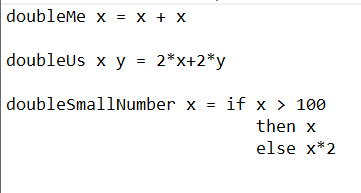 doubleMe x = x + x
doubleUs x y = 2*x+2*y
doubleSmallNumber x = if x > 100
then x
else x*2